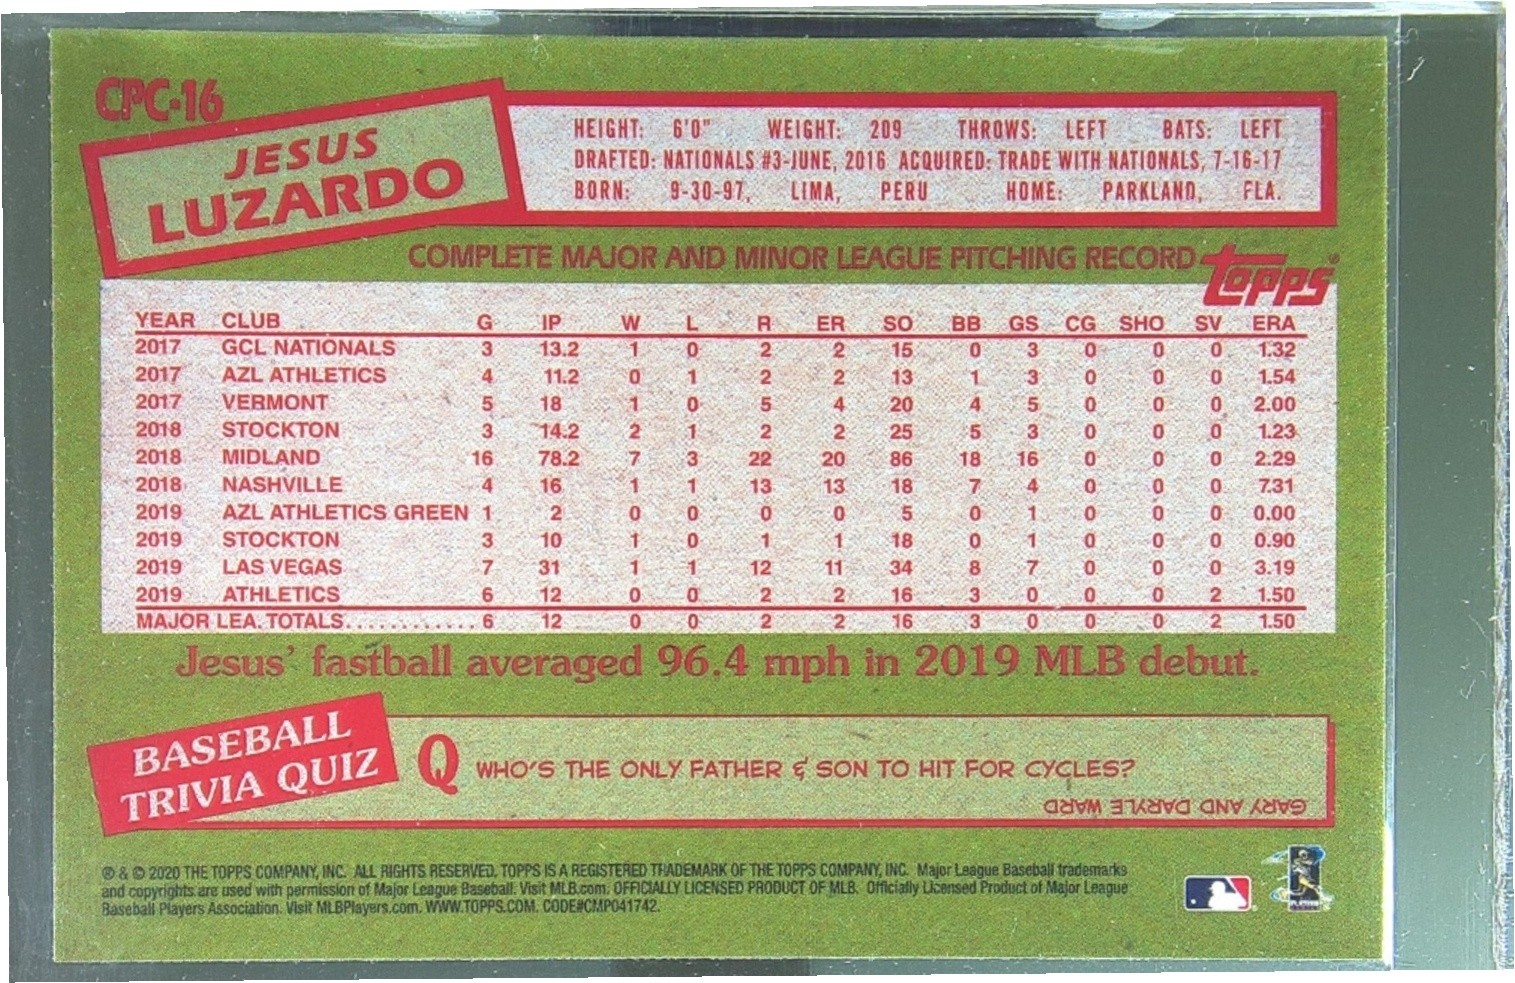 CPC-16
JESUS
LUZARDO
HEIGHT: 6'0" WEIGHT: 209 THROWS: LEFT BATS: LEFT
DRAFTED: NATIONALS #3-JUNE, 2016 ACQUIRED: TRADE WITH NATIONALS, 7-16-17
BORN: 9-30-97, LIMA, PERU HOME: PARKLAND, FLA.
COMPLETE MAJOR AND MINOR LEAGUE PITCHING RECORD
topps®
YEAR CLUB G IP W L R ER SO BB GS CG SHO SV ERA
2017 GCL NATIONALS 3 13.2 1 0 2 2 15 0 3 0 0 0 1.32
2017 AZL ATHLETICS 4 11.2 0 1 2 2 13 1 3 0 0 0 1.54
2017 VERMONT 5 18 1 0 5 4 20 4 5 0 0 0 2.00
2018 STOCKTON 3 14.2 2 1 2 2 25 5 3 0 0 0 1.23
2018 MIDLAND 16 78.2 7 3 22 20 86 18 16 0 0 0 2.29
2018 NASHVILLE 4 16 1 1 13 13 18 7 4 0 0 0 7.31
2019 AZL ATHLETICS GREEN 1 2 0 0 0 0 5 0 1 0 0 0 0.00
2019 STOCKTON 3 10 1 0 1 1 18 0 1 0 0 0 0.90
2019 LAS VEGAS 7 31 1 1 12 11 34 8 7 0 0 0 3.19
2019 ATHLETICS 6 12 0 0 2 2 16 3 0 0 0 2 1.50
MAJOR LEA. TOTALS............ 6 12 0 0 2 2 16 3 0 0 0 2 1.50
Jesus' fastball averaged 96.4 mph in 2019 MLB debut.
BASEBALL
TRIVIA QUIZ
Q WHO'S THE ONLY FATHER & SON TO HIT FOR CYCLES?
GARY AND DARYLE WARD
® & © 2020 THE TOPPS COMPANY, INC. ALL RIGHTS RESERVED. TOPPS IS A REGISTERED TRADEMARK OF THE TOPPS COMPANY, INC. Major League Baseball trademarks
and copyrights are used with permission of Major League Baseball. Visit MLB.com. OFFICIALLY LICENSED PRODUCT OF MLB. Officially Licensed Product of Major League
Baseball Players Association. Visit MLBPlayers.com. WWW.TOPPS.COM. CODE#CMP041742.